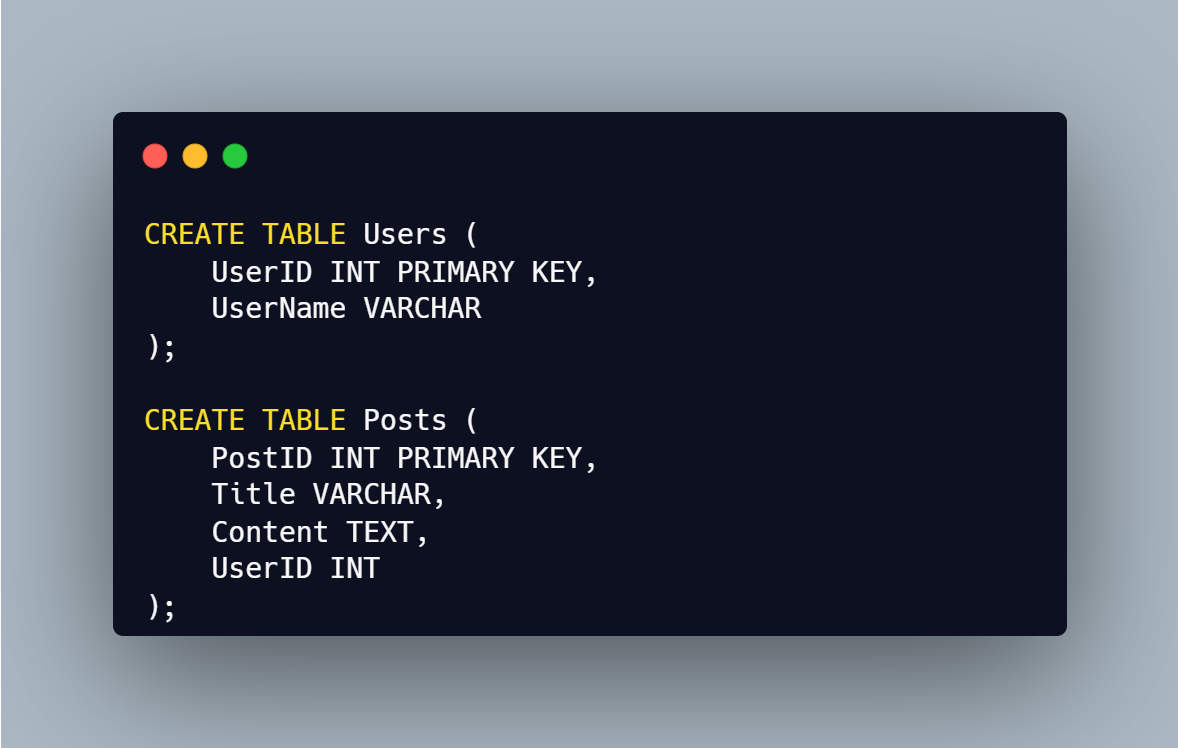 CREATE TABLE Users (
    UserID INT PRIMARY KEY,
    UserName VARCHAR
);

CREATE TABLE Posts (
    PostID INT PRIMARY KEY,
    Title VARCHAR,
    Content TEXT,
    UserID INT
);